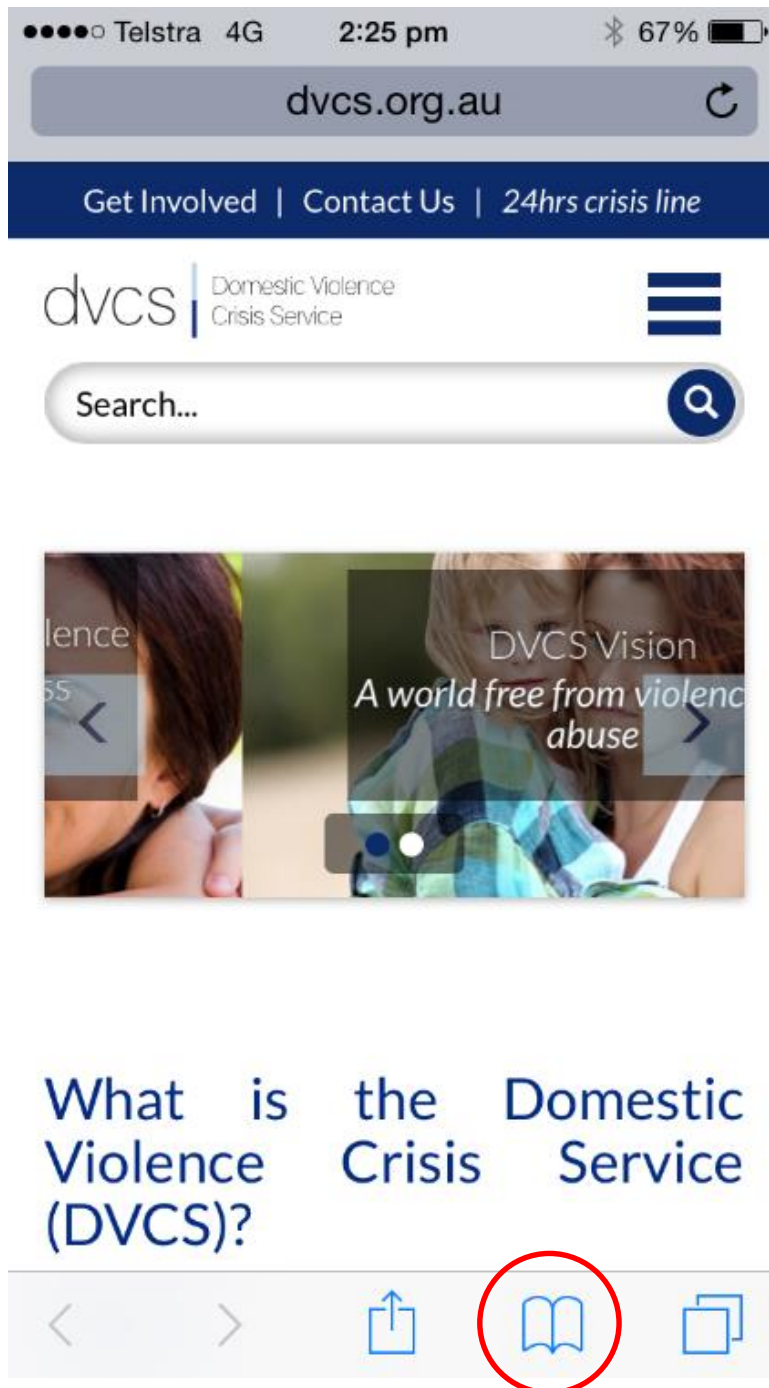 Telstra 4G 2:25 pm 67%
dvcs.org.au
Get Involved | Contact Us | 24hrs crisis line
dvcs | Domestic Violence
Crisis Service
Search...
lence
ss
DVCS Vision
A world free from violenc
abuse
What is the Domestic
Violence Crisis Service
(DVCS)?